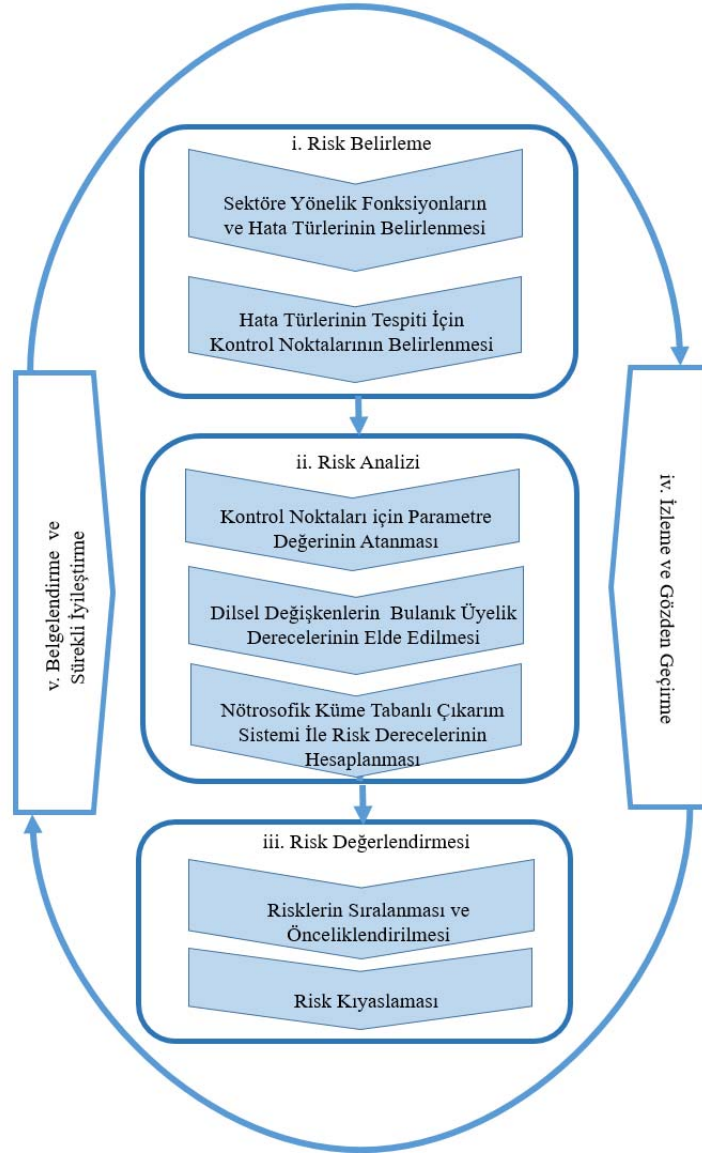 i. Risk Belirleme
Sektöre Yönelik Fonksiyonların
ve Hata Türlerinin Belirlenmesi
Hata Türlerinin Tespiti İçin
Kontrol Noktalarının Belirlenmesi
ii. Risk Analizi
Kontrol Noktaları için Parametre
Değerinin Atanması
Dilsel Değişkenlerin Bulanık Üyelik
Derecelerinin Elde Edilmesi
Nötrosofik Küme Tabanlı Çıkarım
Sistemi İle Risk Derecelerinin
Hesaplanması
iii. Risk Değerlendirmesi
Risklerin Sıralanması ve
Önceliklendirilmesi
Risk Kıyaslaması
iv. İzleme ve Gözden Geçirme
v. Belgelendirme ve
Sürekli İyileştirme